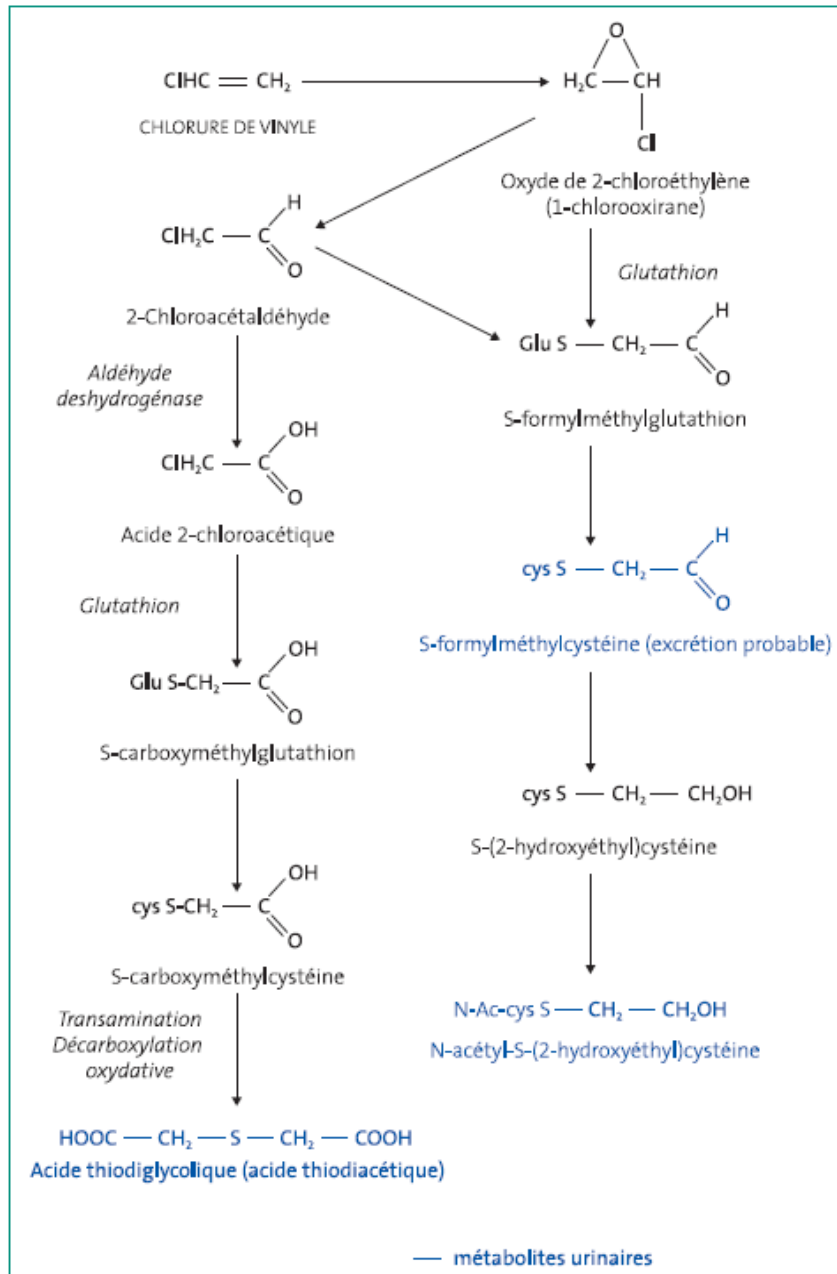 ClHC = CH₂
CHLORURE DE VINYLE
O
H₂C — CH
Cl
Oxyde de 2-chloroéthylène
(1-chlorooxirane)
H
ClH₂C — C
O
2-Chloroacétaldéhyde
Glutathion
H
Glu S — CH₂ — C
O
S-formylméthylglutathion
Aldéhyde
deshydrogénase
OH
ClH₂C — C
O
Acide 2-chloroacétique
H
cys S — CH₂ — C
O
S-formylméthylcystéine (excrétion probable)
Glutathion
OH
Glu S-CH₂ — C
O
S-carboxyméthylglutathion
cys S — CH₂ — CH₂OH
S-(2-hydroxyéthyl)cystéine
OH
cys S-CH₂ — C
O
S-carboxyméthylcystéine
N-Ac-cys S — CH₂ — CH₂OH
N-acétyl-S-(2-hydroxyéthyl)cystéine
Transamination
Décarboxylation
oxydative
HOOC — CH₂ — S — CH₂ — COOH
Acide thiodiglycolique (acide thiodiacétique)
— métabolites urinaires